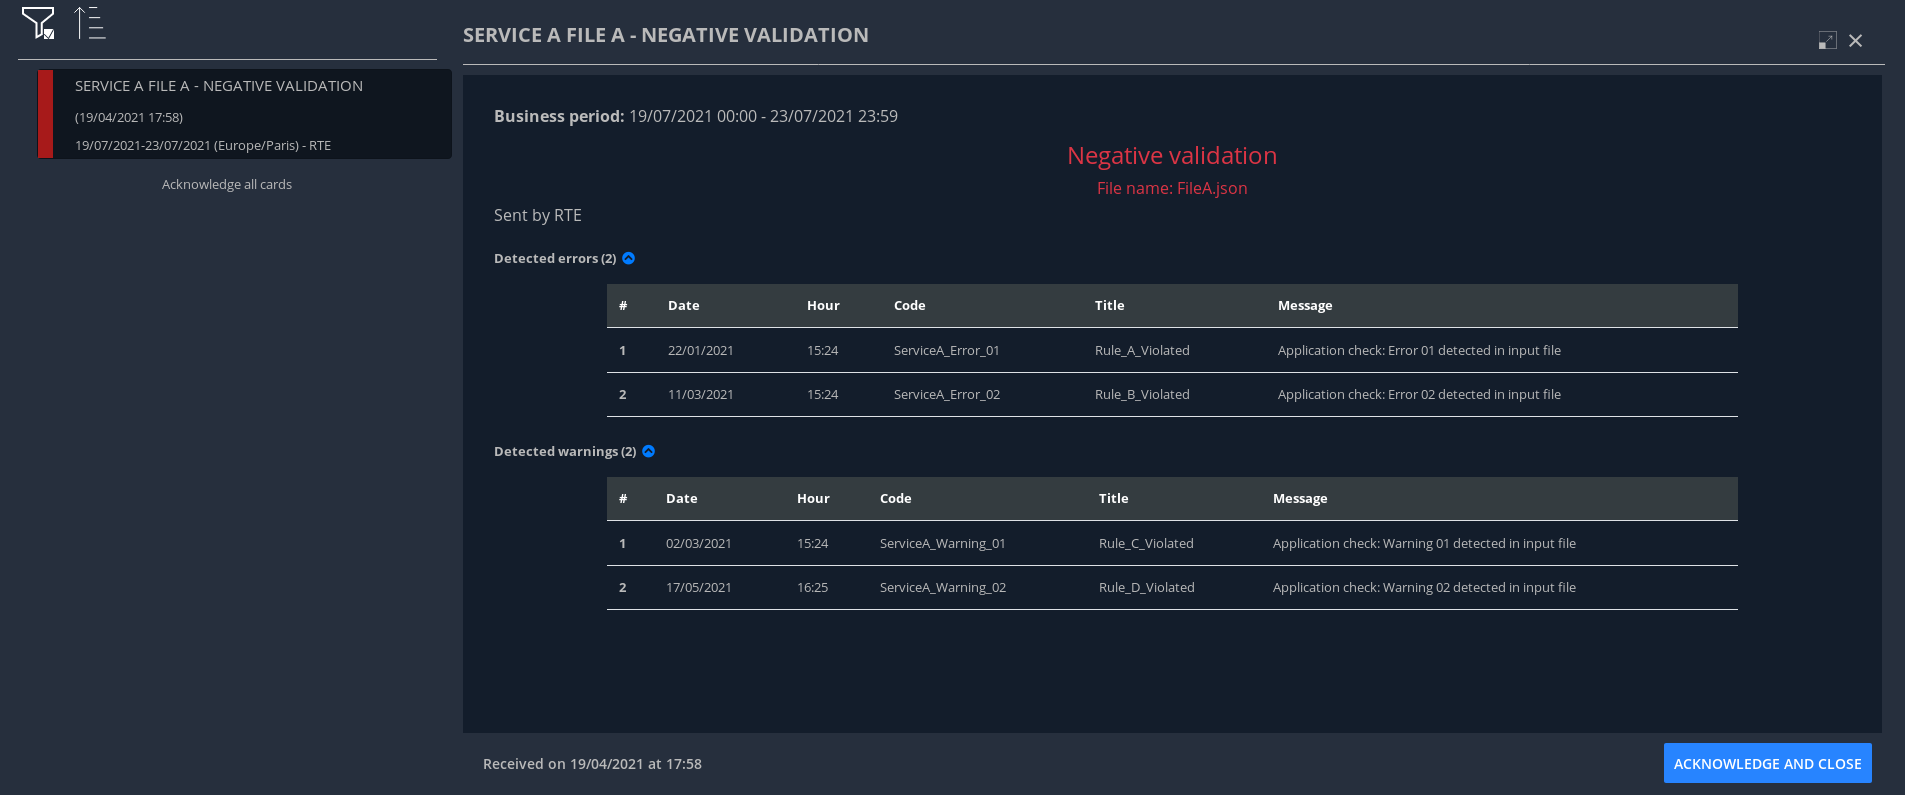 SERVICE A FILE A - NEGATIVE VALIDATION
(19/04/2021 17:58)
19/07/2021-23/07/2021 (Europe/Paris) - RTE
Acknowledge all cards
SERVICE A FILE A - NEGATIVE VALIDATION
Business period: 19/07/2021 00:00 - 23/07/2021 23:59
Negative validation
File name: FileA.json
Sent by RTE
Detected errors (2)
# Date Hour Code Title Message
1 22/01/2021 15:24 ServiceA_Error_01 Rule_A_Violated Application check: Error 01 detected in input file
2 11/03/2021 15:24 ServiceA_Error_02 Rule_B_Violated Application check: Error 02 detected in input file
Detected warnings (2)
# Date Hour Code Title Message
1 02/03/2021 15:24 ServiceA_Warning_01 Rule_C_Violated Application check: Warning 01 detected in input file
2 17/05/2021 16:25 ServiceA_Warning_02 Rule_D_Violated Application check: Warning 02 detected in input file
Received on 19/04/2021 at 17:58
ACKNOWLEDGE AND CLOSE